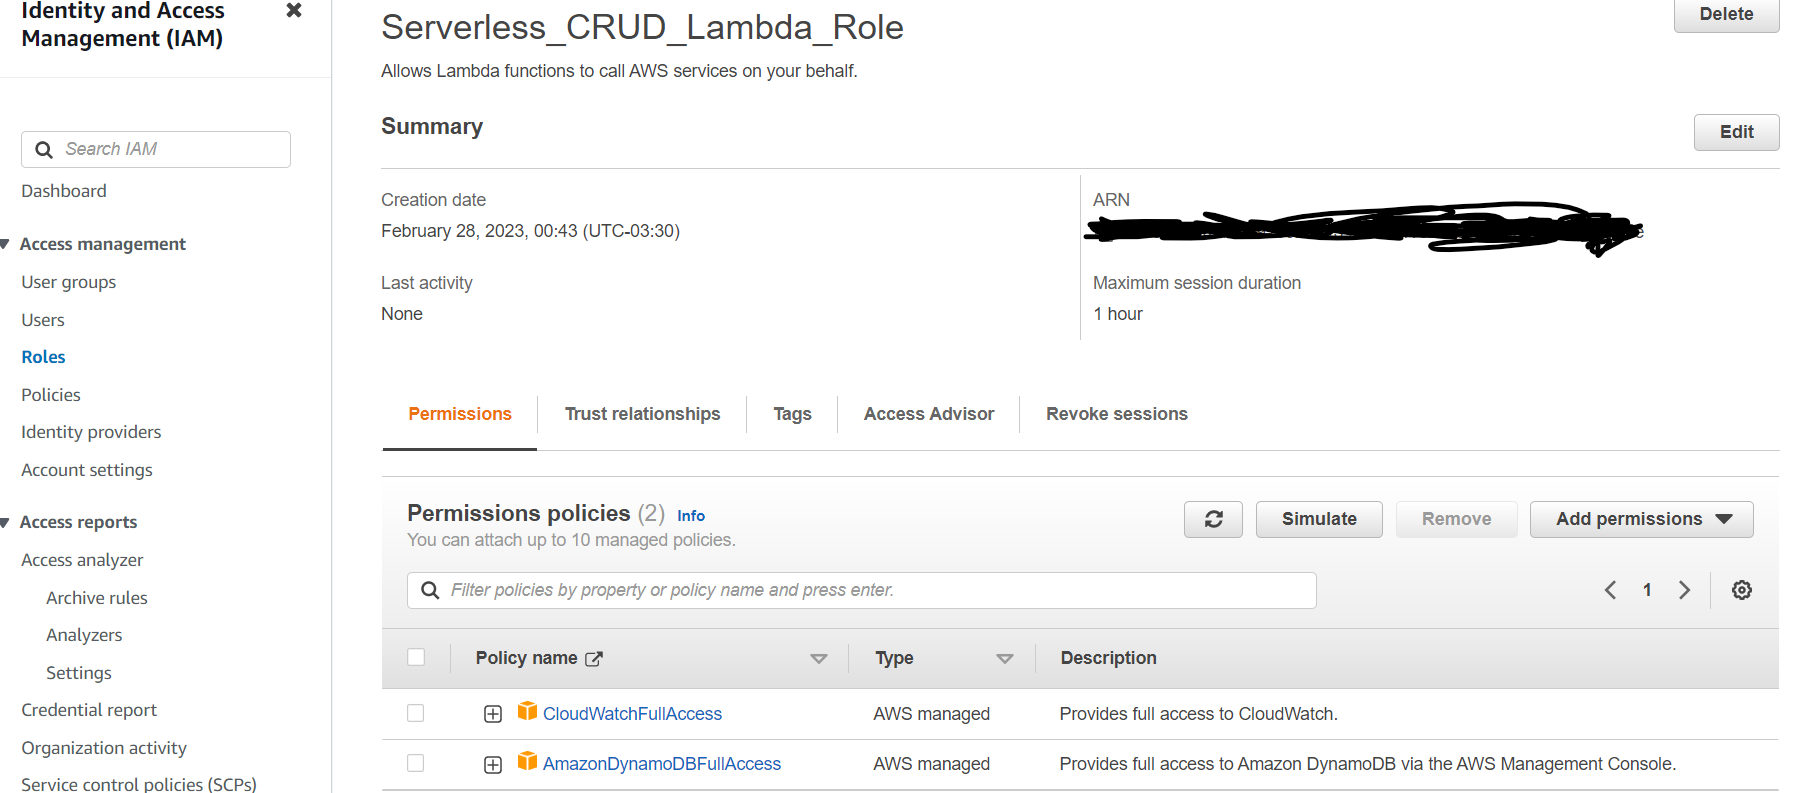 Identity and Access
Management (IAM)
Search IAM
Dashboard
Access management
User groups
Users
Roles
Policies
Identity providers
Account settings
Access reports
Access analyzer
Archive rules
Analyzers
Settings
Credential report
Organization activity
Service control policies (SCPs)
Serverless_CRUD_Lambda_Role
Delete
Allows Lambda functions to call AWS services on your behalf.
Summary
Edit
Creation date
February 28, 2023, 00:43 (UTC-03:30)
ARN
Last activity
None
Maximum session duration
1 hour
Permissions
Trust relationships
Tags
Access Advisor
Revoke sessions
Permissions policies (2) Info
You can attach up to 10 managed policies.
Simulate
Remove
Add permissions
Filter policies by property or policy name and press enter.
1
Policy name
Type
Description
CloudWatchFullAccess
AWS managed
Provides full access to CloudWatch.
AmazonDynamoDBFullAccess
AWS managed
Provides full access to Amazon DynamoDB via the AWS Management Console.